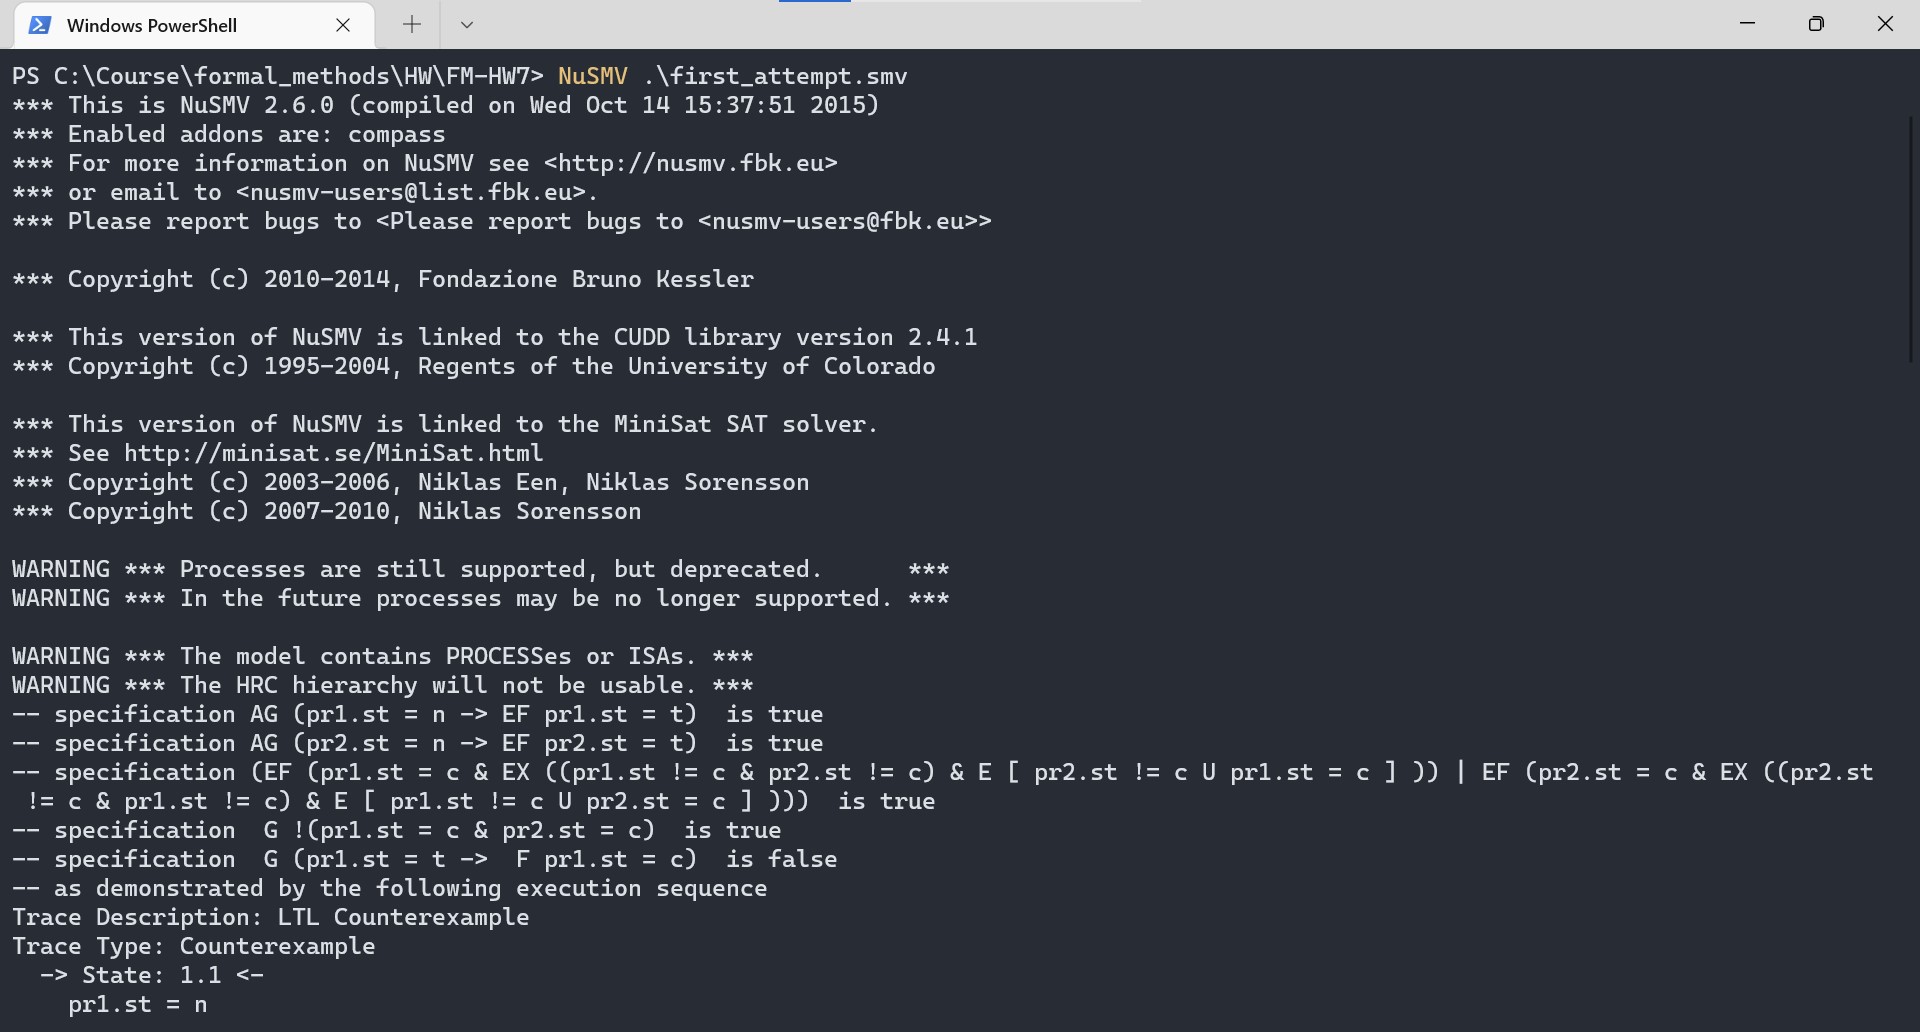 Windows PowerShell
PS C:\Course\formal_methods\HW\FM-HW7> NuSMV .\first_attempt.smv
*** This is NuSMV 2.6.0 (compiled on Wed Oct 14 15:37:51 2015)
*** Enabled addons are: compass
*** For more information on NuSMV see <http://nusmv.fbk.eu>
*** or email to <nusmv-users@list.fbk.eu>.
*** Please report bugs to <Please report bugs to <nusmv-users@fbk.eu>>
*** Copyright (c) 2010-2014, Fondazione Bruno Kessler
*** This version of NuSMV is linked to the CUDD library version 2.4.1
*** Copyright (c) 1995-2004, Regents of the University of Colorado
*** This version of NuSMV is linked to the MiniSat SAT solver.
*** See http://minisat.se/MiniSat.html
*** Copyright (c) 2003-2006, Niklas Een, Niklas Sorensson
*** Copyright (c) 2007-2010, Niklas Sorensson
WARNING *** Processes are still supported, but deprecated.      ***
WARNING *** In the future processes may be no longer supported. ***
WARNING *** The model contains PROCESSes or ISAs. ***
WARNING *** The HRC hierarchy will not be usable. ***
-- specification AG (pr1.st = n -> EF pr1.st = t)  is true
-- specification AG (pr2.st = n -> EF pr2.st = t)  is true
-- specification (EF (pr1.st = c & EX ((pr1.st != c & pr2.st != c) & E [ pr2.st != c U pr1.st = c ] )) | EF (pr2.st = c & EX ((pr2.st
 != c & pr1.st != c) & E [ pr1.st != c U pr2.st = c ] )))  is true
-- specification  G !(pr1.st = c & pr2.st = c)  is true
-- specification  G (pr1.st = t ->  F pr1.st = c)  is false
-- as demonstrated by the following execution sequence
Trace Description: LTL Counterexample
Trace Type: Counterexample
  -> State: 1.1 <-
    pr1.st = n